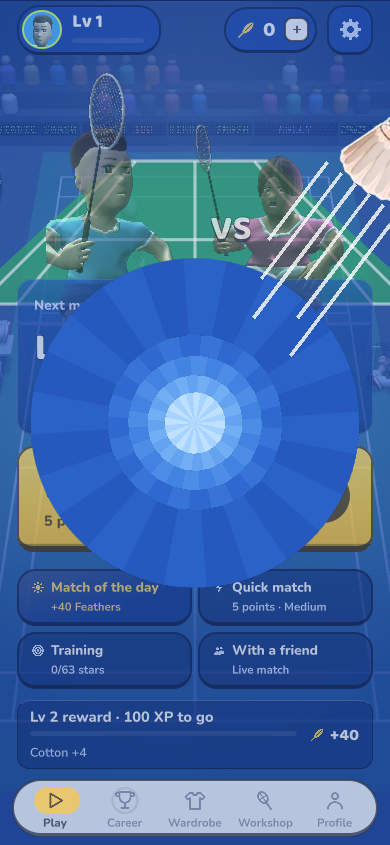 Lv 1
0
+
VS
Next m
5 p
Match of the day
+40 Feathers
Quick match
5 points · Medium
Training
0/63 stars
With a friend
Live match
Lv 2 reward · 100 XP to go
+40
Cotton +4
Play
Career
Wardrobe
Workshop
Profile